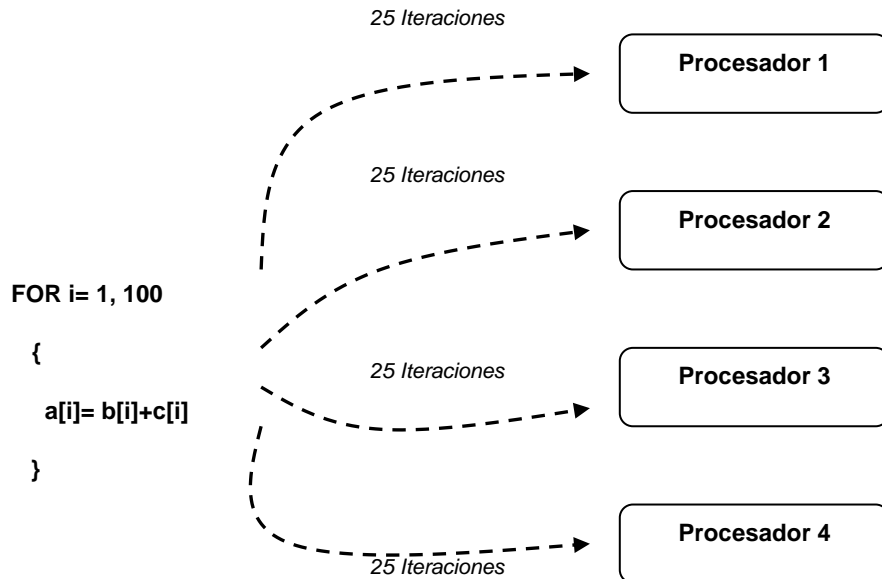 25 Iteraciones
Procesador 1
25 Iteraciones
Procesador 2
FOR i= 1, 100
{
a[i]= b[i]+c[i]
}
25 Iteraciones
Procesador 3
Procesador 4
25 Iteraciones